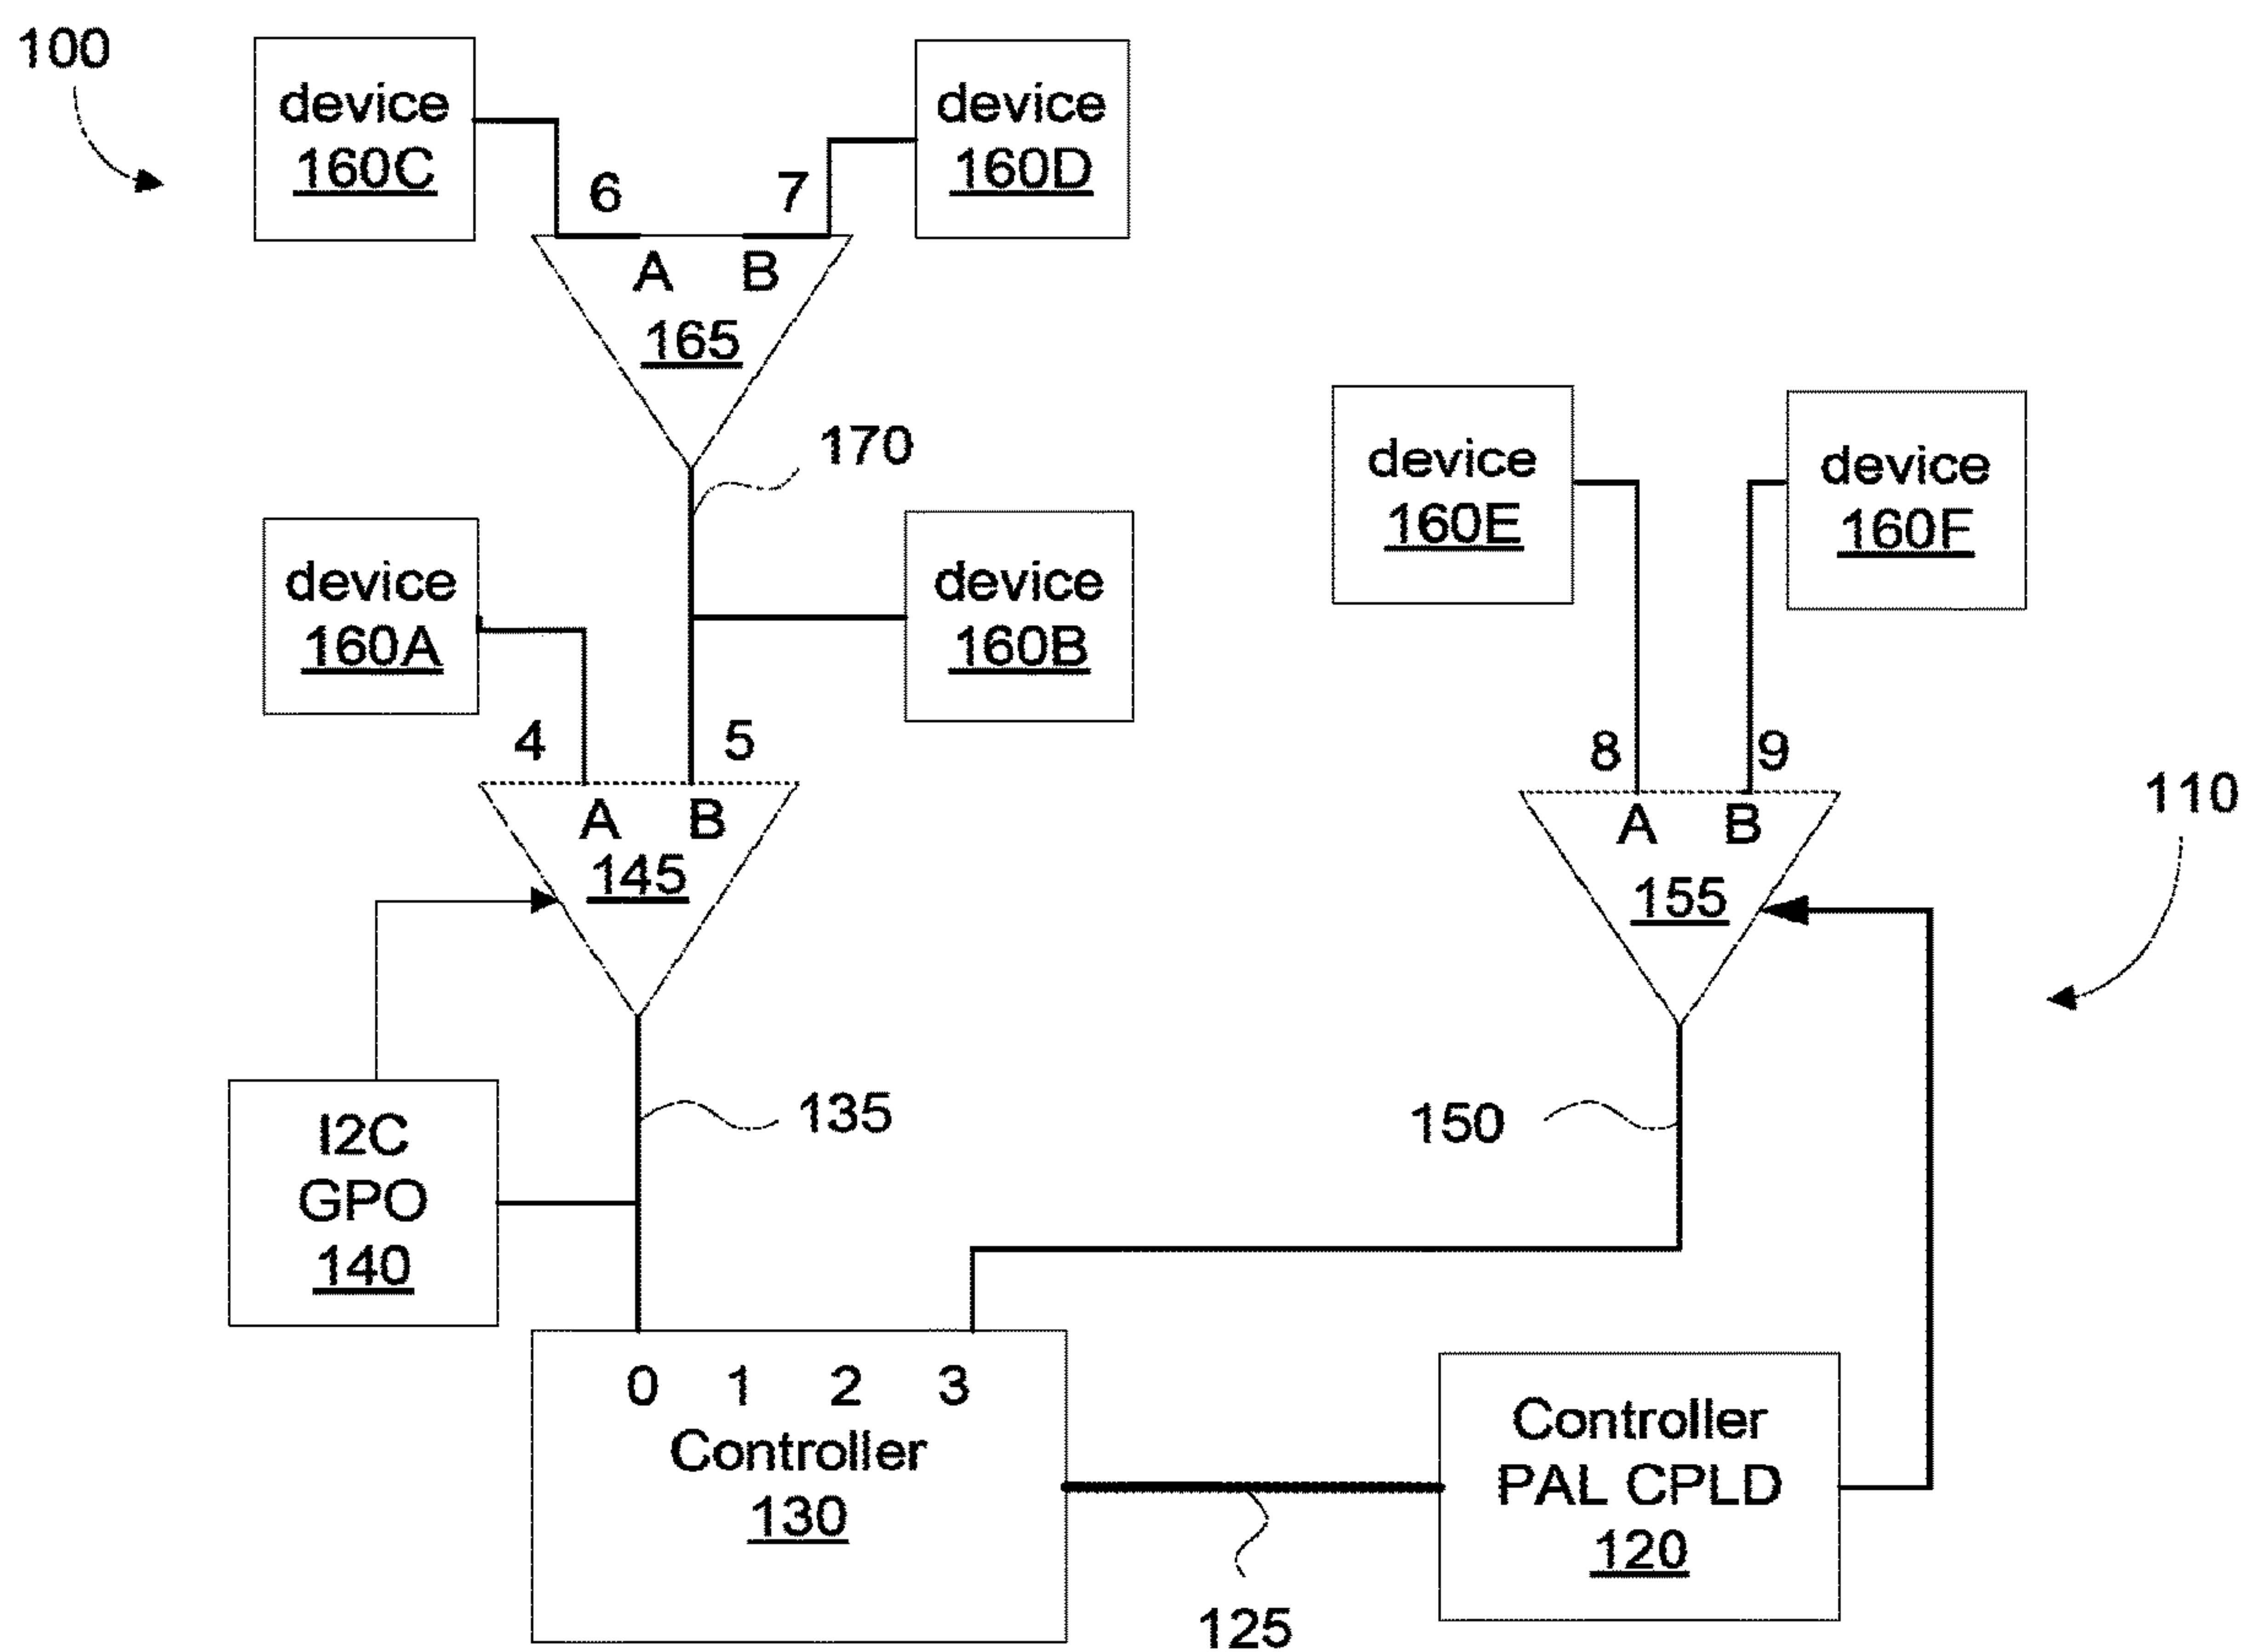 100
device
160C
device
160D
6
7
A
B
165
170
device
160E
device
160F
device
160A
device
160B
4
5
8
9
A
B
145
A
B
155
110
I2C
GPO
140
135
150
0 1 2 3
Controller
130
Controller
PAL CPLD
120
125